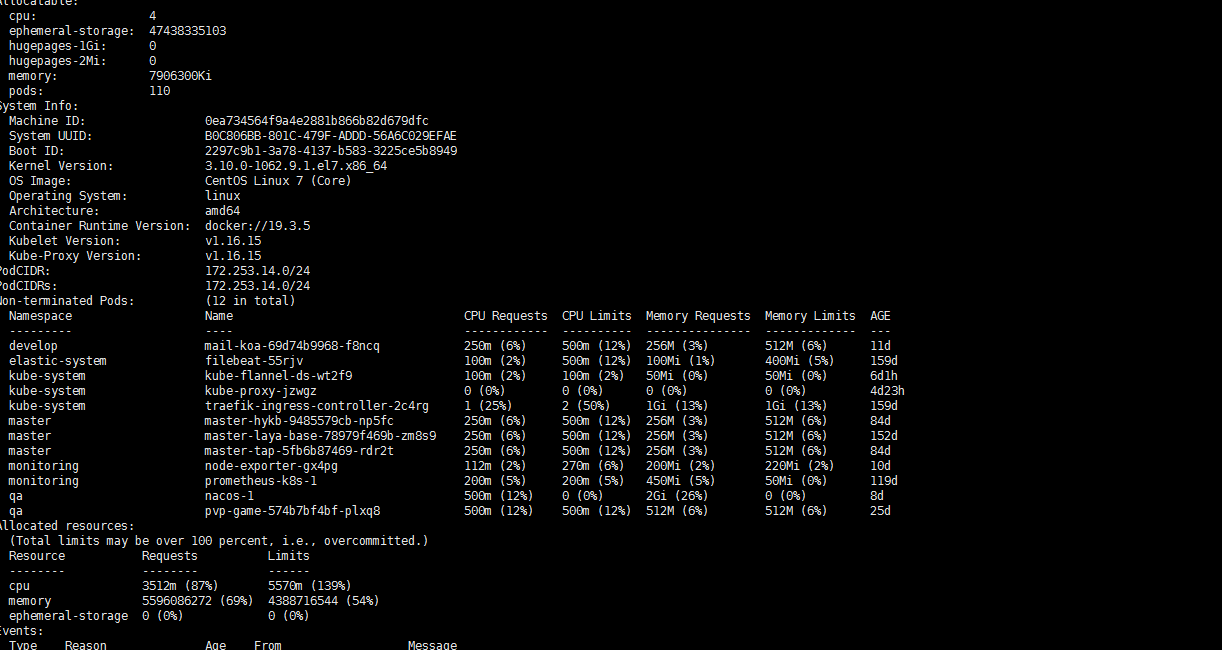 Allocatable:
  cpu:                4
  ephemeral-storage:  47438335103
  hugepages-1Gi:      0
  hugepages-2Mi:      0
  memory:             7906300Ki
  pods:               110
System Info:
  Machine ID:                 0ea734564f9a4e2881b866b82d679dfc
  System UUID:                B0C806BB-801C-479F-ADDD-56A6C029EFAE
  Boot ID:                    2297c9b1-3a78-4137-b583-3225ce5b8949
  Kernel Version:             3.10.0-1062.9.1.el7.x86_64
  OS Image:                   CentOS Linux 7 (Core)
  Operating System:           linux
  Architecture:               amd64
  Container Runtime Version:  docker://19.3.5
  Kubelet Version:            v1.16.15
  Kube-Proxy Version:         v1.16.15
PodCIDR:                      172.253.14.0/24
PodCIDRs:                     172.253.14.0/24
Non-terminated Pods:          (12 in total)
  Namespace                   Name                                 CPU Requests  CPU Limits  Memory Requests  Memory Limits  AGE
  ---------                   ----                                 ------------  ----------  ---------------  -------------  ---
  develop                     mail-koa-69d74b9968-f8ncq            250m (6%)     500m (12%)  256M (3%)        512M (6%)      11d
  elastic-system              filebeat-55rjv                       100m (2%)     500m (12%)  100Mi (1%)       400Mi (5%)     159d
  kube-system                 kube-flannel-ds-wt2f9                100m (2%)     100m (2%)   50Mi (0%)        50Mi (0%)      6d1h
  kube-system                 kube-proxy-jzwgz                     0 (0%)        0 (0%)      0 (0%)           0 (0%)         4d23h
  kube-system                 traefik-ingress-controller-2c4rg     1 (25%)       2 (50%)     1Gi (13%)        1Gi (13%)      159d
  master                      master-hykb-9485579cb-np5fc          250m (6%)     500m (12%)  256M (3%)        512M (6%)      84d
  master                      master-laya-base-78979f469b-zm8s9    250m (6%)     500m (12%)  256M (3%)        512M (6%)      152d
  master                      master-tap-5fb6b87469-rdr2t          250m (6%)     500m (12%)  256M (3%)        512M (6%)      84d
  monitoring                  node-exporter-gx4pg                  112m (2%)     270m (6%)   200Mi (2%)       220Mi (2%)     10d
  monitoring                  prometheus-k8s-1                     200m (5%)     200m (5%)   450Mi (5%)       50Mi (0%)      119d
  qa                          nacos-1                              500m (12%)    0 (0%)      2Gi (26%)        0 (0%)         8d
  qa                          pvp-game-574b7bf4bf-plxq8            500m (12%)    500m (12%)  512M (6%)        512M (6%)      25d
Allocated resources:
  (Total limits may be over 100 percent, i.e., overcommitted.)
  Resource           Requests          Limits
  --------           --------          ------
  cpu                3512m (87%)       5570m (139%)
  memory             5596086272 (69%)  4388716544 (54%)
  ephemeral-storage  0 (0%)            0 (0%)
Events:
  Type    Reason              Age    From                  Message